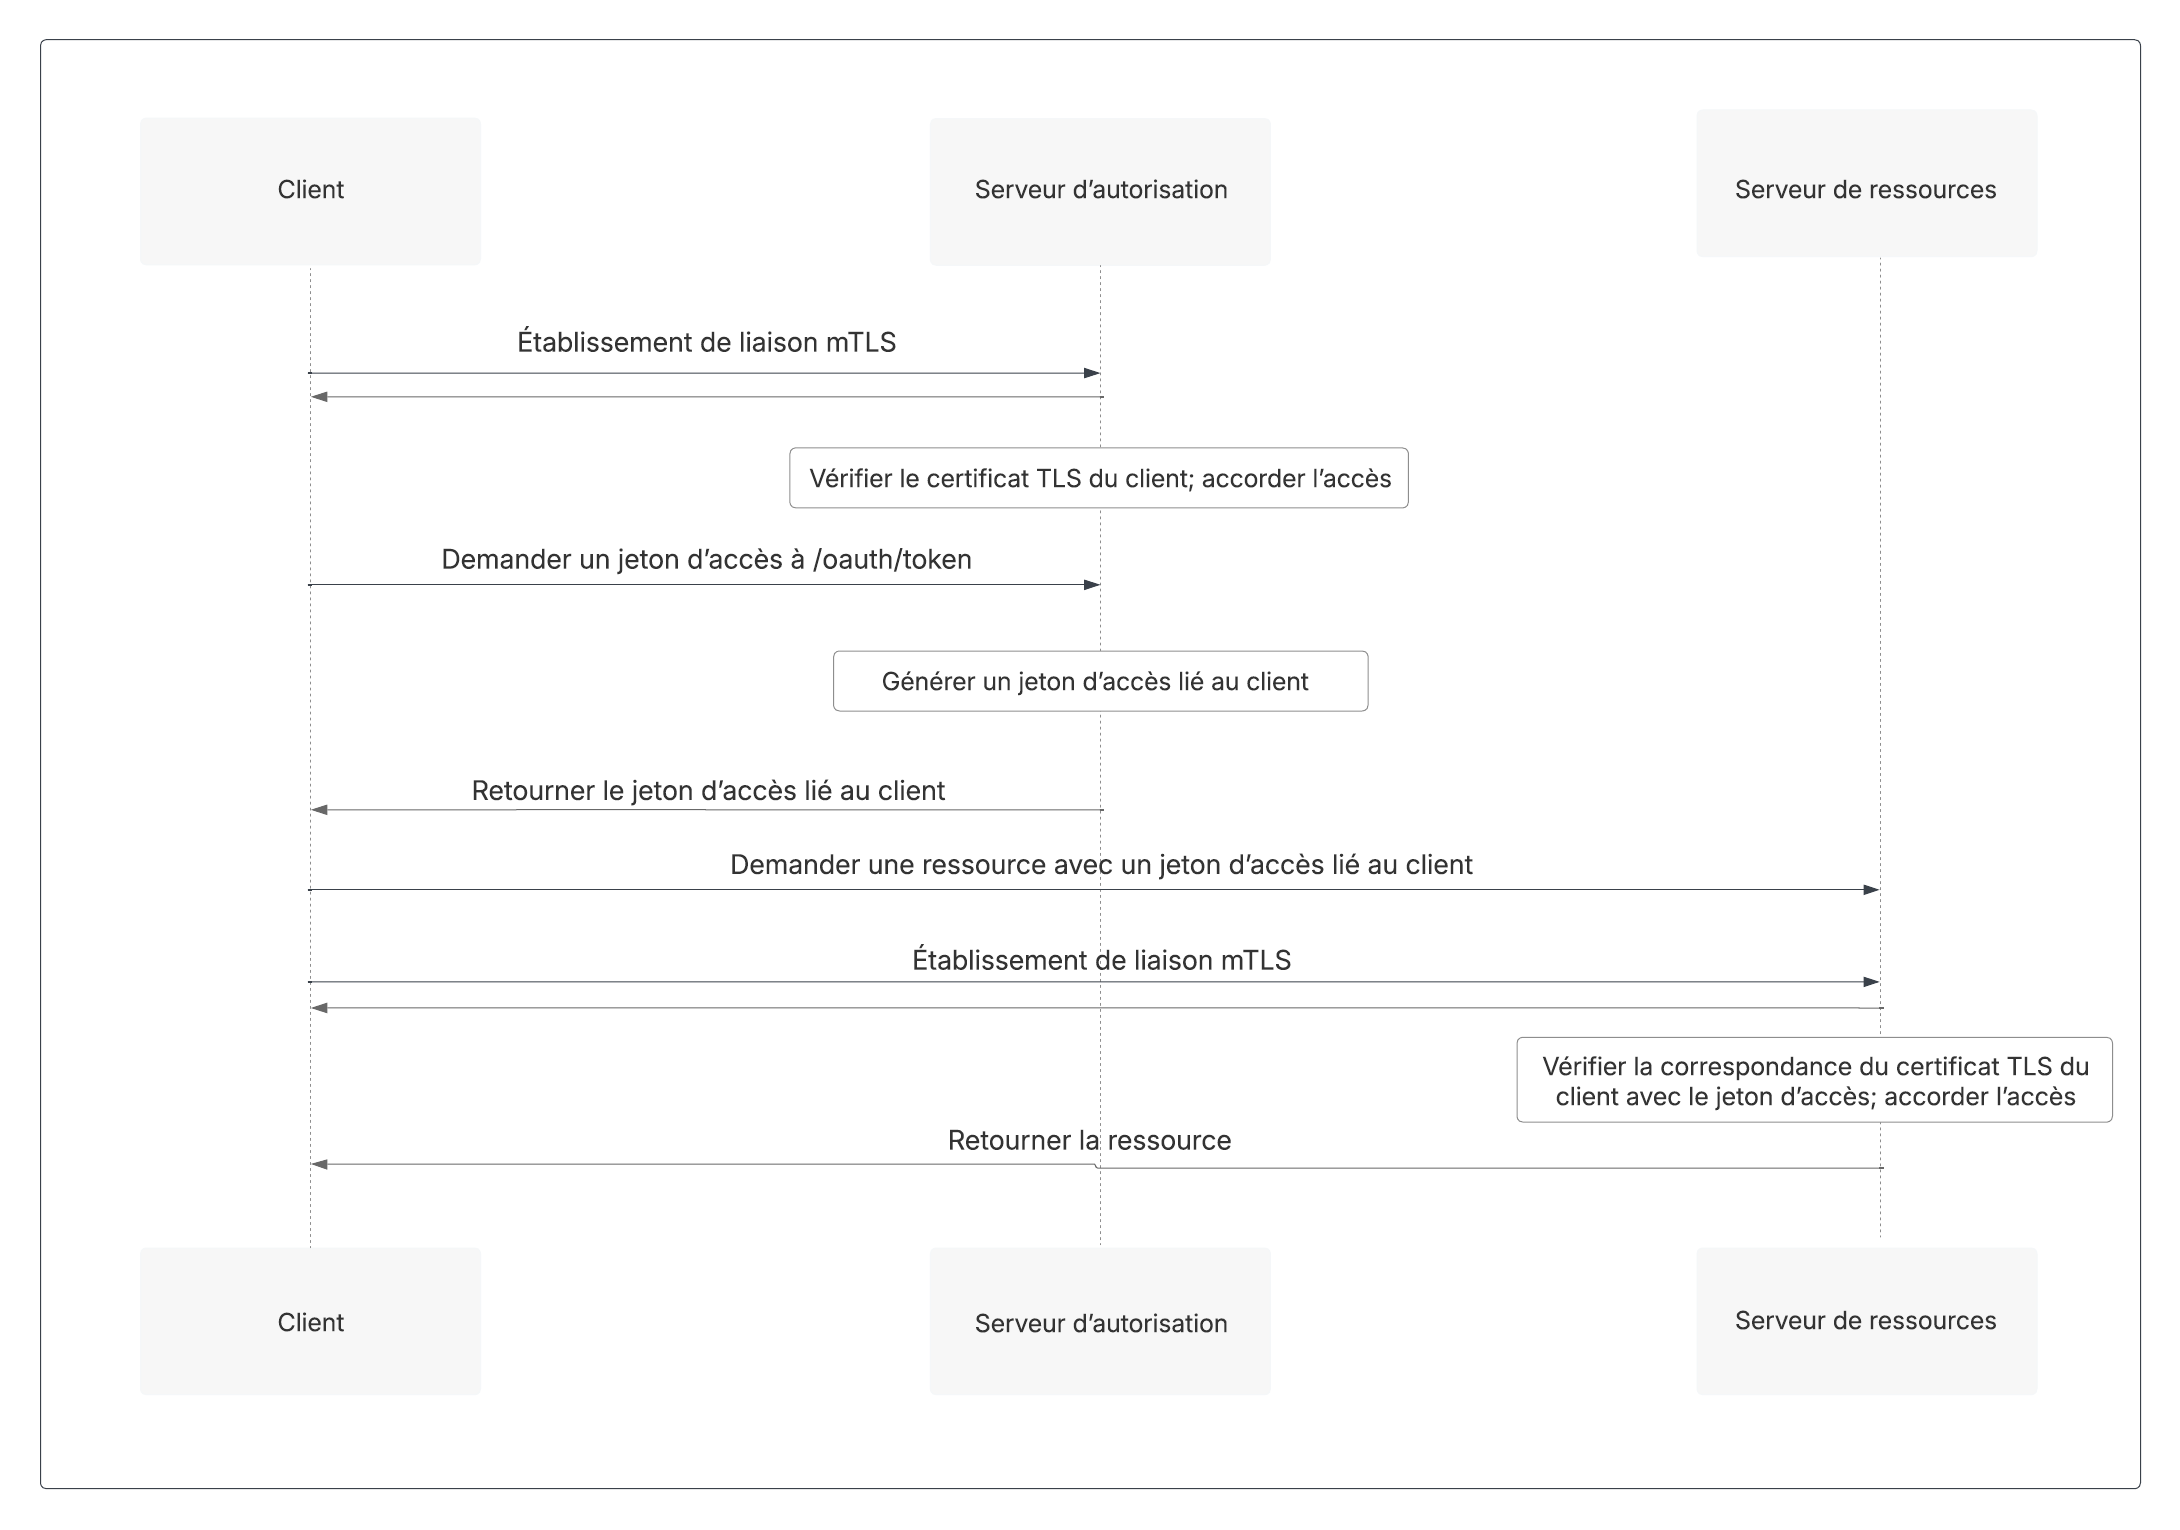 Client
Serveur d’autorisation
Serveur de ressources
Établissement de liaison mTLS
Vérifier le certificat TLS du client; accorder l’accès
Demander un jeton d’accès à /oauth/token
Générer un jeton d’accès lié au client
Retourner le jeton d’accès lié au client
Demander une ressource avec un jeton d’accès lié au client
Établissement de liaison mTLS
Vérifier la correspondance du certificat TLS du
client avec le jeton d’accès; accorder l’accès
Retourner la ressource
Client
Serveur d’autorisation
Serveur de ressources